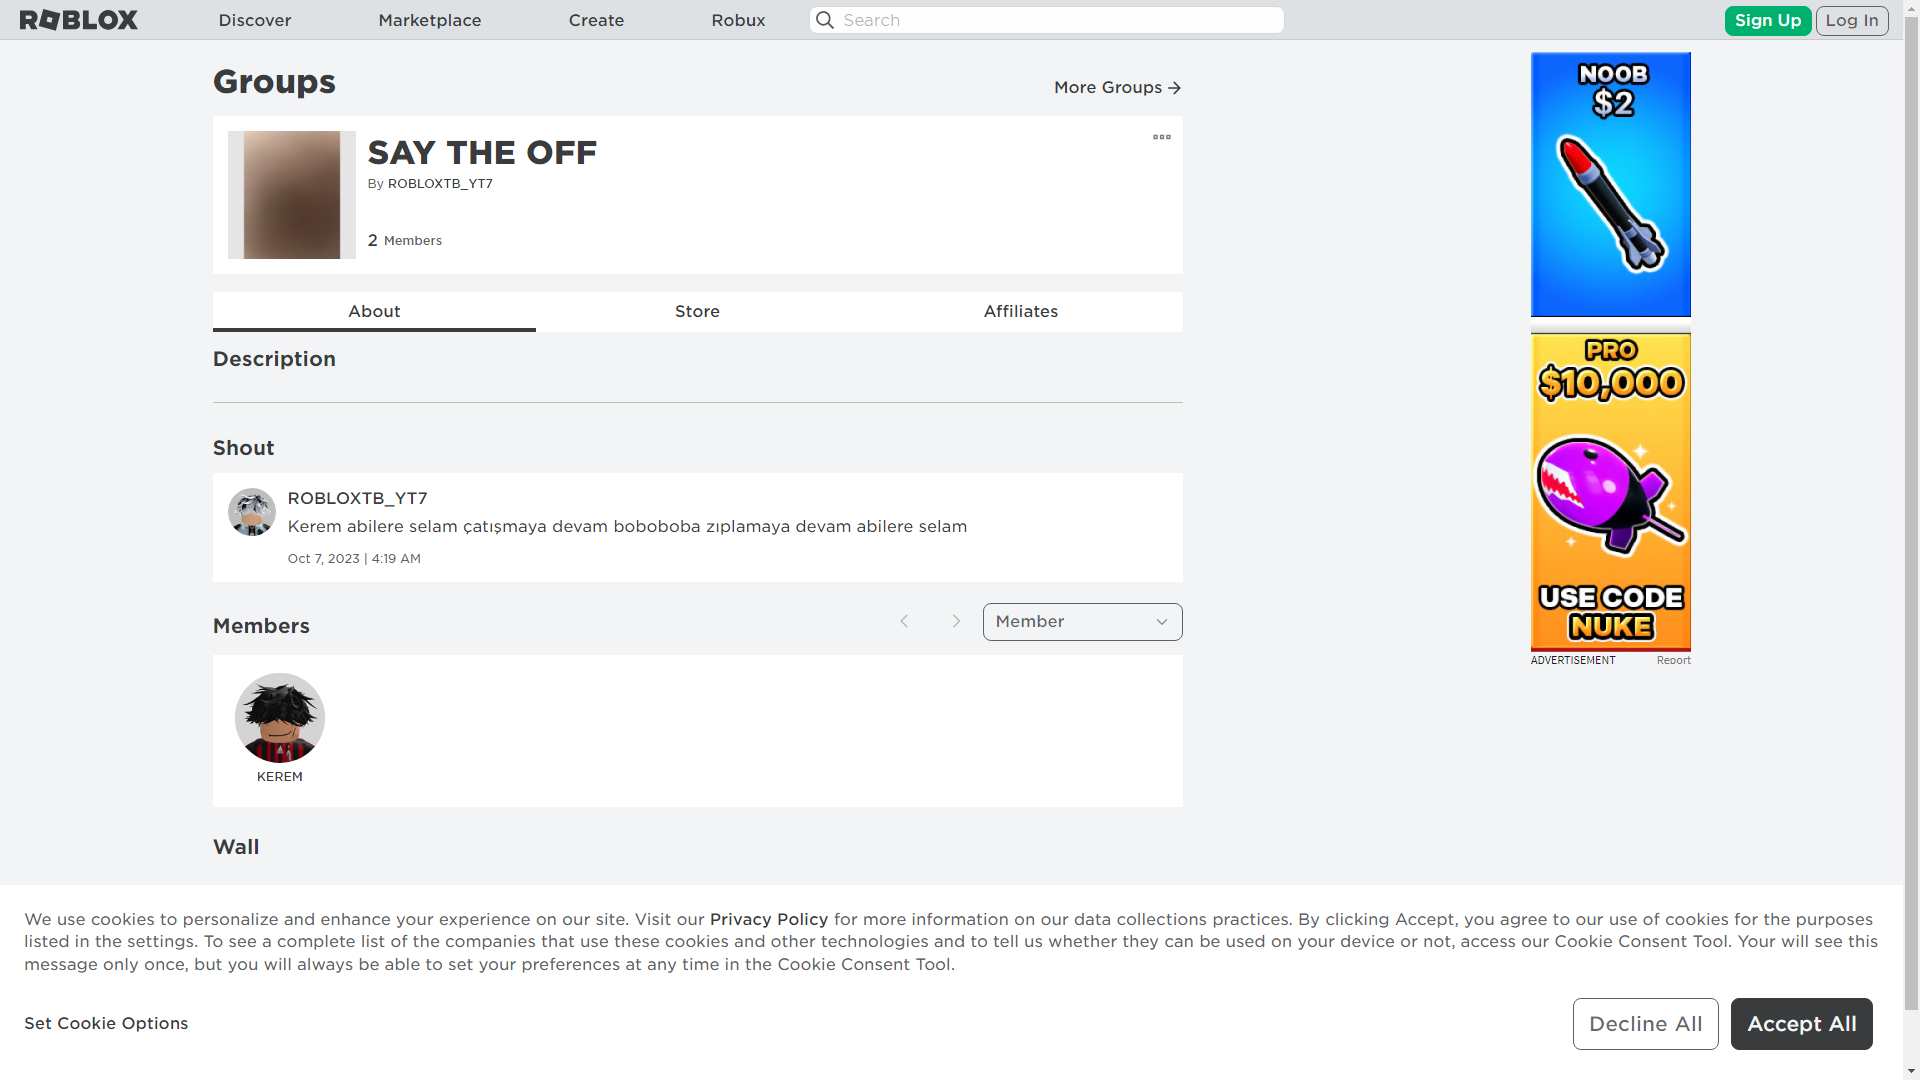 ROBLOX
Discover
Marketplace
Create
Robux
Search
Sign Up
Log In
Groups
More Groups
SAY THE OFF
By ROBLOXTB_YT7
2 Members
About
Store
Affiliates
Description
Shout
ROBLOXTB_YT7
Kerem abilere selam çatışmaya devam boboboba zıplamaya devam abilere selam
Oct 7, 2023 | 4:19 AM
Members
Member
KEREM
Wall
NOOB
$2
PRO
$10,000
USE CODE
NUKE
ADVERTISEMENT
Report
We use cookies to personalize and enhance your experience on our site. Visit our Privacy Policy for more information on our data collections practices. By clicking Accept, you agree to our use of cookies for the purposes
listed in the settings. To see a complete list of the companies that use these cookies and other technologies and to tell us whether they can be used on your device or not, access our Cookie Consent Tool. Your will see this
message only once, but you will always be able to set your preferences at any time in the Cookie Consent Tool.
Set Cookie Options
Decline All
Accept All